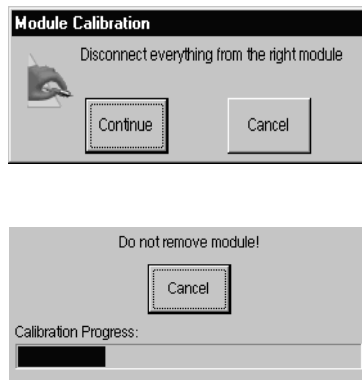 Module Calibration
Disconnect everything from the right module
Continue Cancel
Do not remove module!
Cancel
Calibration Progress: